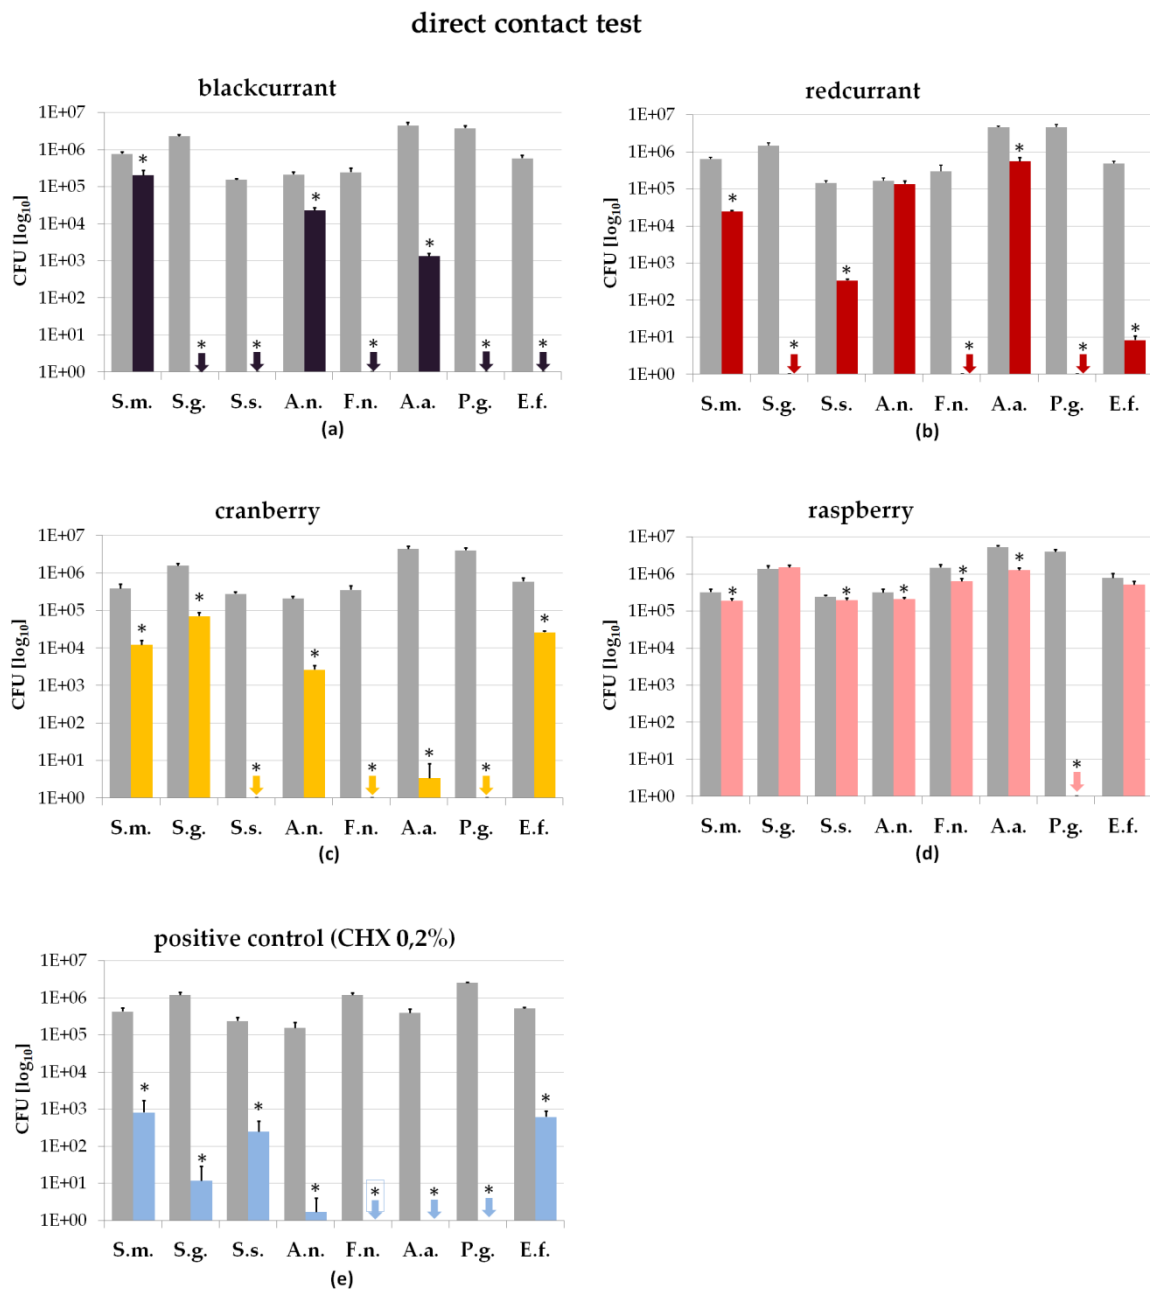 direct contact test
blackcurrant
CFU [log10]
1E+07
1E+06
1E+05
1E+04
1E+03
1E+02
1E+01
1E+00
* * * * * * * *
S.m. S.g. S.s. A.n. F.n. A.a. P.g. E.f.
(a)
redcurrant
CFU [log10]
1E+07
1E+06
1E+05
1E+04
1E+03
1E+02
1E+01
1E+00
* * * * * * *
S.m. S.g. S.s. A.n. F.n. A.a. P.g. E.f.
(b)
cranberry
CFU [log10]
1E+07
1E+06
1E+05
1E+04
1E+03
1E+02
1E+01
1E+00
* * * * * * * *
S.m. S.g. S.s. A.n. F.n. A.a. P.g. E.f.
(c)
raspberry
CFU [log10]
1E+07
1E+06
1E+05
1E+04
1E+03
1E+02
1E+01
1E+00
* * * * * *
S.m. S.g. S.s. A.n. F.n. A.a. P.g. E.f.
(d)
positive control (CHX 0,2%)
CFU [log10]
1E+07
1E+06
1E+05
1E+04
1E+03
1E+02
1E+01
1E+00
* * * * * * * *
S.m. S.g. S.s. A.n. F.n. A.a. P.g. E.f.
(e)